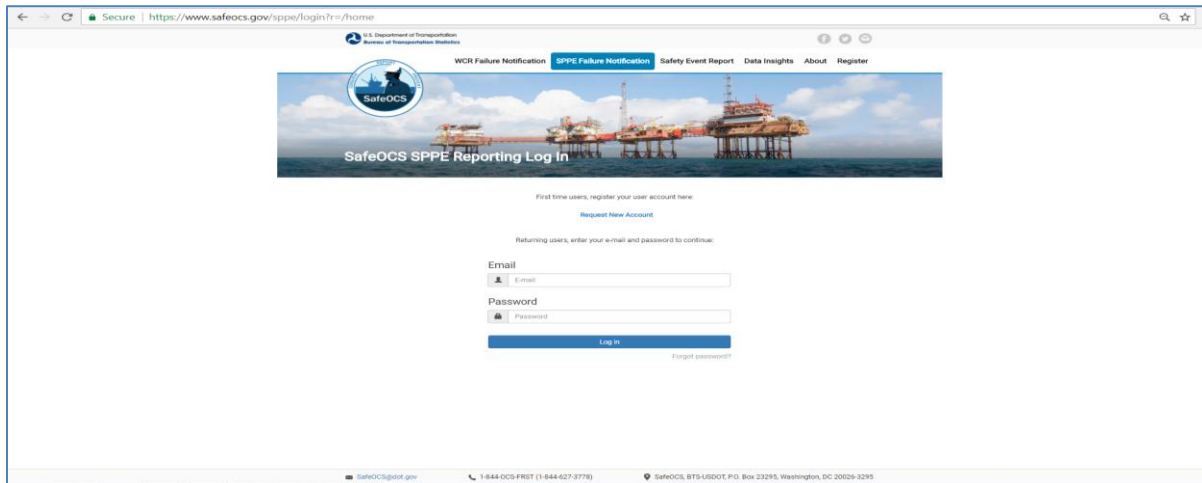 Secure | https://www.safeocs.gov/sppe/login?r=/home
U.S. Department of Transportation
Bureau of Transportation Statistics
WCR Failure Notification SPPE Failure Notification Safety Event Report Data Insights About Register
SafeOCS
SafeOCS SPPE Reporting Log In
First time users, register your user account here:
Request New Account
Returning users, enter your e-mail and password to continue:
Email
E-mail
Password
Password
Log in
Forgot password?
SafeOCS@dot.gov 1-844-OCS-FRST (1-844-627-3778) SafeOCS, BTS-USDOT, P.O. Box 23295, Washington, DC 20026-3295